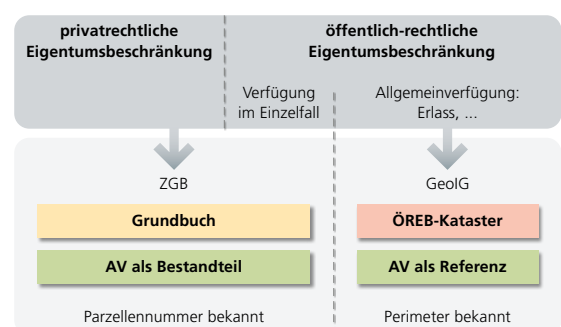 privatrechtliche
Eigentumsbeschränkung
öffentlich-rechtliche
Eigentumsbeschränkung
Verfügung
im Einzelfall
Allgemeinverfügung:
Erlass, ...
ZGB
GeoIG
Grundbuch
ÖREB-Kataster
AV als Bestandteil
AV als Referenz
Parzellennummer bekannt
Perimeter bekannt